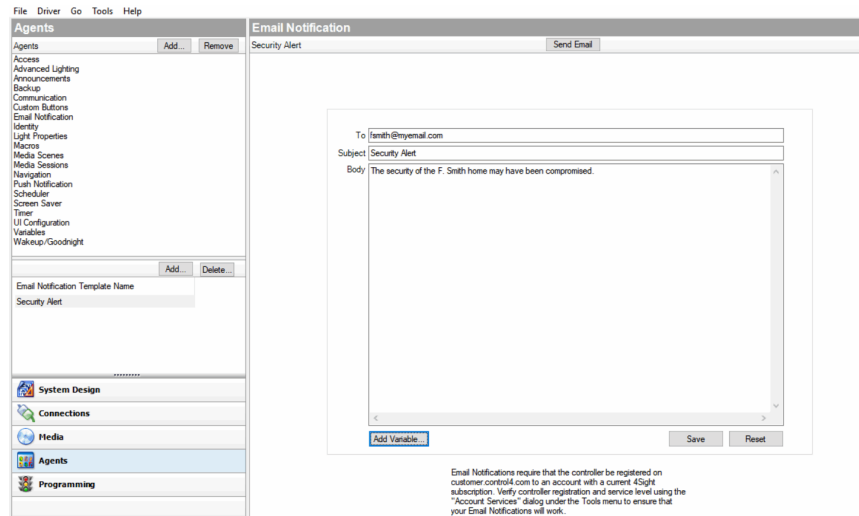 File Driver Go Tools Help
Agents
Agents Add... Remove
Access
Advanced Lighting
Announcements
Backup
Communication
Custom Buttons
Email Notification
Identity
Light Properties
Macros
Media Scenes
Media Sessions
Navigation
Push Notification
Scheduler
Screen Saver
Timer
UI Configuration
Variables
Wakeup/Goodnight
Add... Delete...
Email Notification Template Name
Security Alert
System Design
Connections
Media
Agents
Programming
Email Notification
Security Alert Send Email
To fsmith@myemail.com
Subject Security Alert
Body The security of the F. Smith home may have been compromised.
Add Variable... Save Reset
Email Notifications require that the controller be registered on
customer.control4.com to an account with a current 4Sight
subscription. Verify controller registration and service level using the
"Account Services" dialog under the Tools menu to ensure that
your Email Notifications will work.